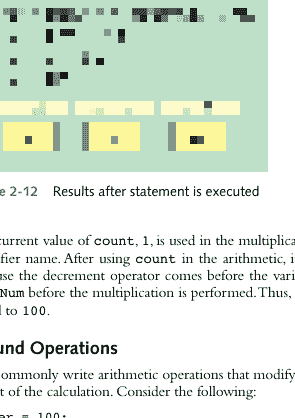 e 2-12 Results after statement is executed
current value of count, 1, is used in the multiplica
fier name. After using count in the arithmetic, i
use the decrement operator comes before the vari
Num before the multiplication is performed. Thus,
l to 100.
und Operations
commonly write arithmetic operations that modify
t of the calculation. Consider the following:
er = 100;